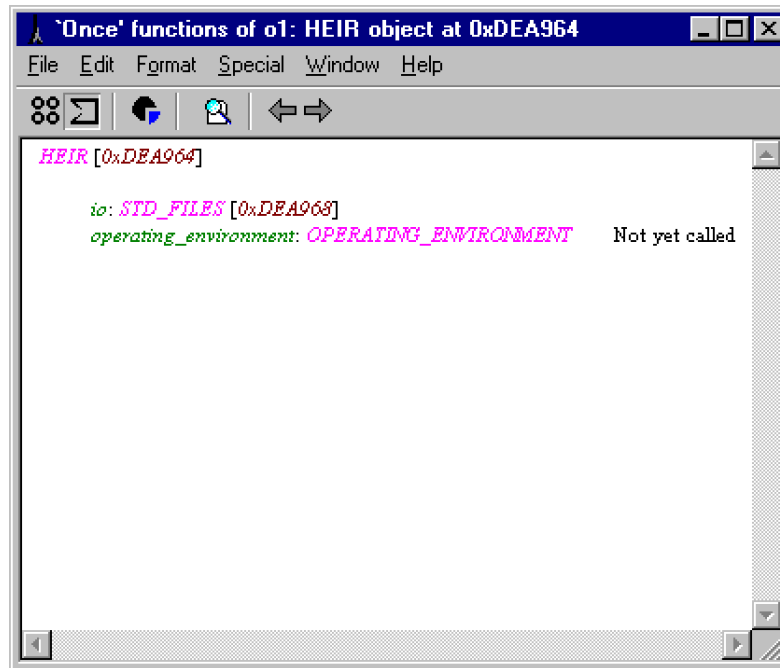 `Once' functions of o1: HEIR object at 0xDEA964
File Edit Format Special Window Help
HEIR [0xDEA964]
io: STD_FILES [0xDEA968]
operating_environment: OPERATING_ENVIRONMENT Not yet called